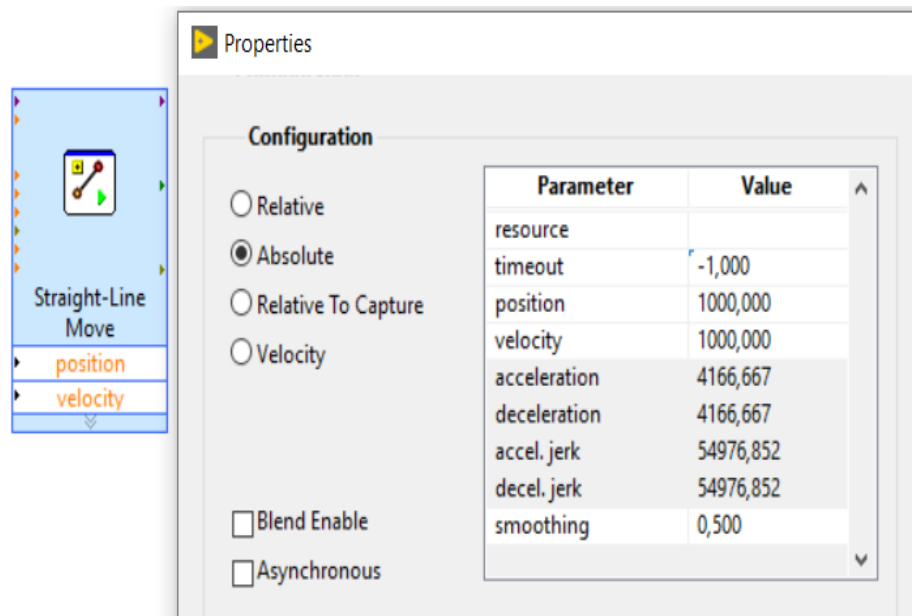 Properties
Configuration
Relative
Absolute
Relative To Capture
Velocity
Blend Enable
Asynchronous
Parameter Value
resource
timeout -1,000
position 1000,000
velocity 1000,000
acceleration 4166,667
deceleration 4166,667
accel. jerk 54976,852
decel. jerk 54976,852
smoothing 0,500
Straight-Line
Move
position
velocity